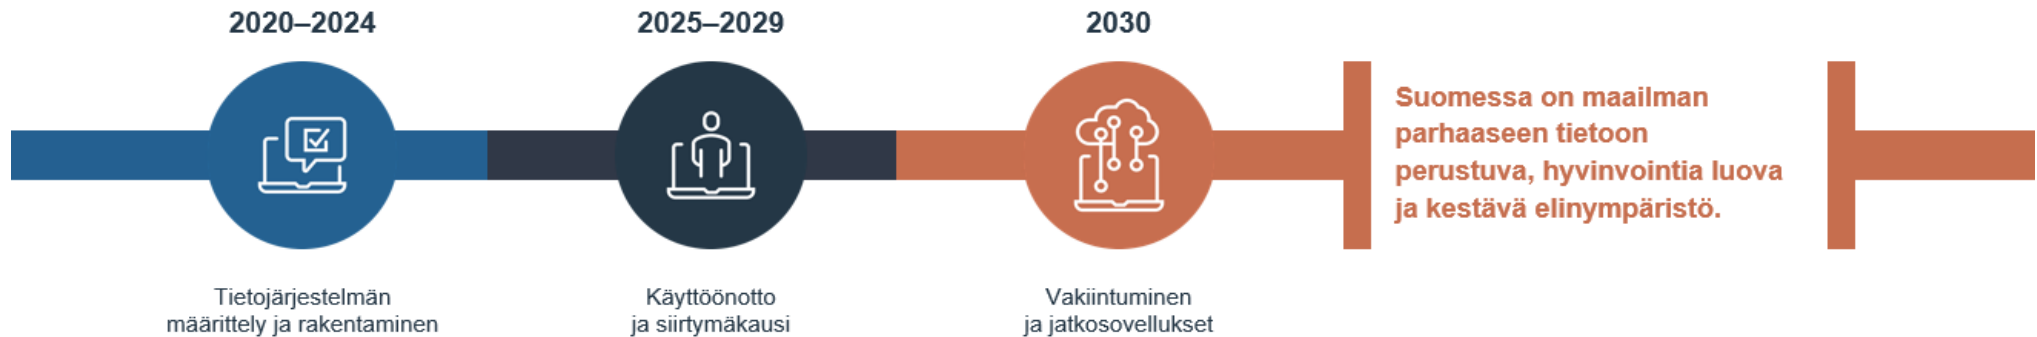 2020–2024
Tietojärjestelmän
määrittely ja rakentaminen
2025–2029
Käyttöönotto
ja siirtymäkausi
2030
Vakiintuminen
ja jatkosovellukset
Suomessa on maailman
parhaaseen tietoon
perustuva, hyvinvointia luova
ja kestävä elinympäristö.